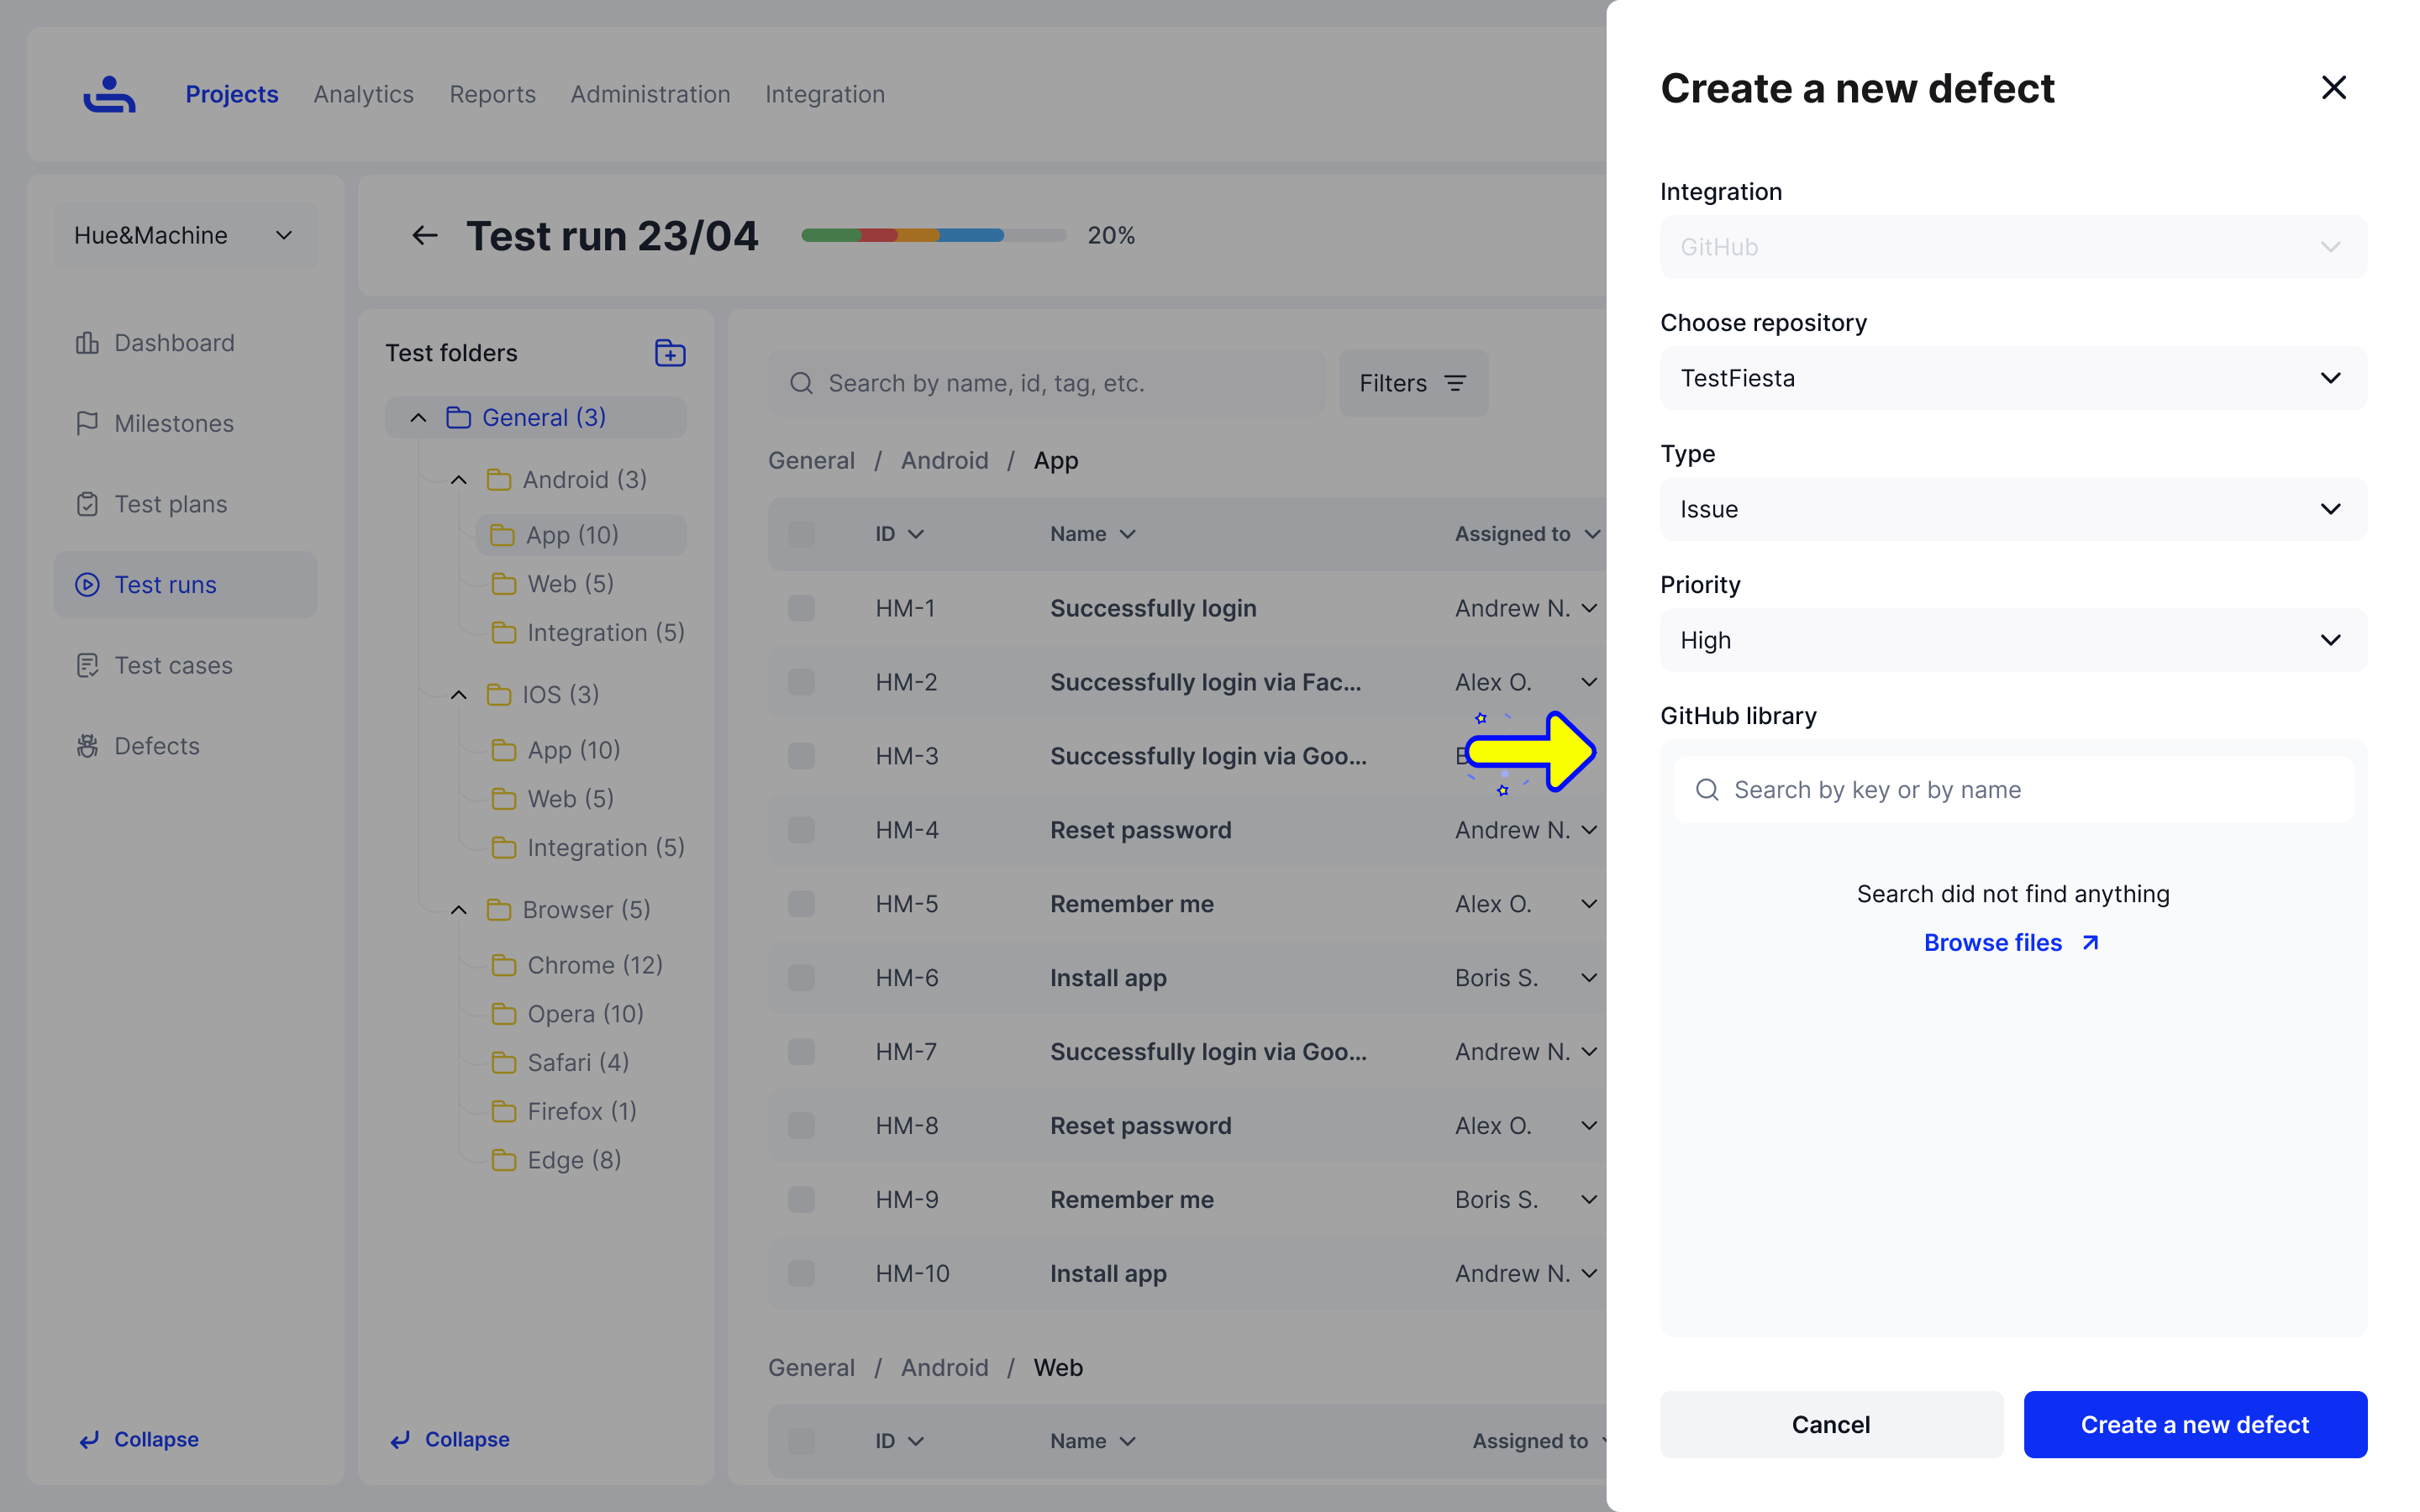 Projects
Analytics
Reports
Administration
Integration
Hue&Machine
Dashboard
Milestones
Test plans
Test runs
Test cases
Defects
Collapse
Test run 23/04
20%
Test folders
General (3)
Android (3)
App (10)
Web (5)
Integration (5)
IOS (3)
App (10)
Web (5)
Integration (5)
Browser (5)
Chrome (12)
Opera (10)
Safari (4)
Firefox (1)
Edge (8)
Collapse
Search by name, id, tag, etc.
Filters
General / Android / App
ID Name Assigned to
HM-1 Successfully login Andrew N.
HM-2 Successfully login via Fac... Alex O.
HM-3 Successfully login via Goo...
HM-4 Reset password Andrew N.
HM-5 Remember me Alex O.
HM-6 Install app Boris S.
HM-7 Successfully login via Goo... Andrew N.
HM-8 Reset password Alex O.
HM-9 Remember me Boris S.
HM-10 Install app Andrew N.
General / Android / Web
ID Name Assigned to
Create a new defect
Integration
GitHub
Choose repository
TestFiesta
Type
Issue
Priority
High
GitHub library
Search by key or by name
Search did not find anything
Browse files
Cancel
Create a new defect